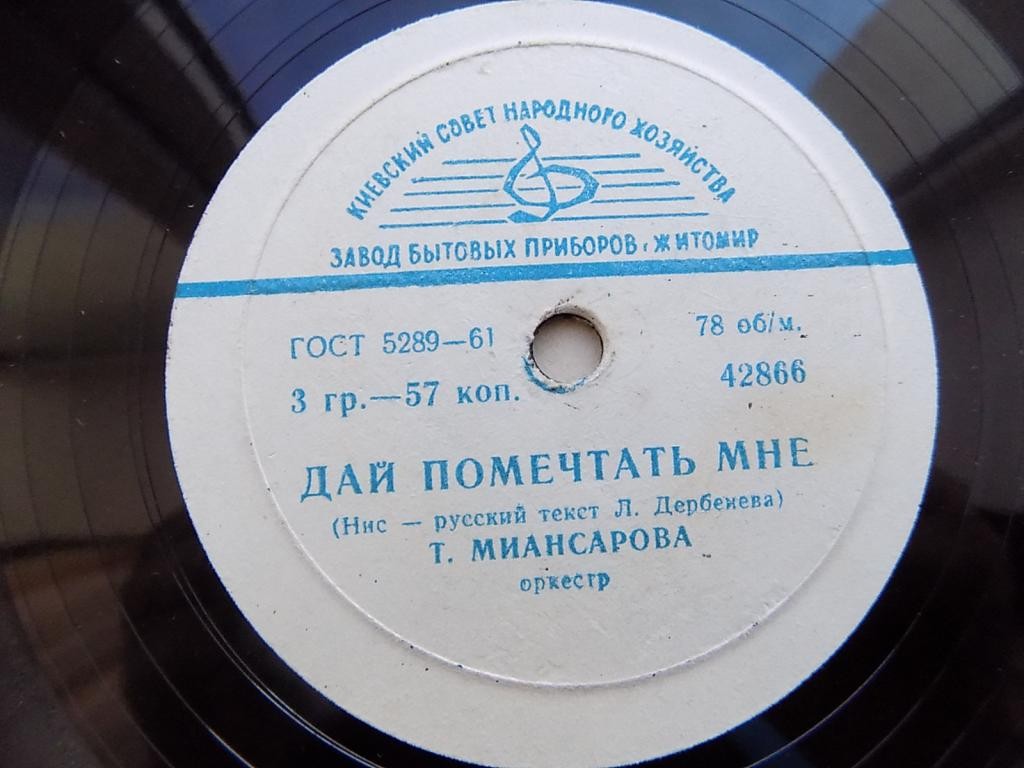 КИЕВСКИЙ СОВЕТ НАРОДНОГО ХОЗЯЙСТВА
ЗАВОД БЫТОВЫХ ПРИБОРОВ, ЖИТОМИР
ГОСТ 5289—61
78 об/м.
3 гр.—57 коп.
42866
ДАЙ ПОМЕЧТАТЬ МНЕ
(Нис — русский текст Л. Дербенева)
Т. МИАНСАРОВА
оркестр